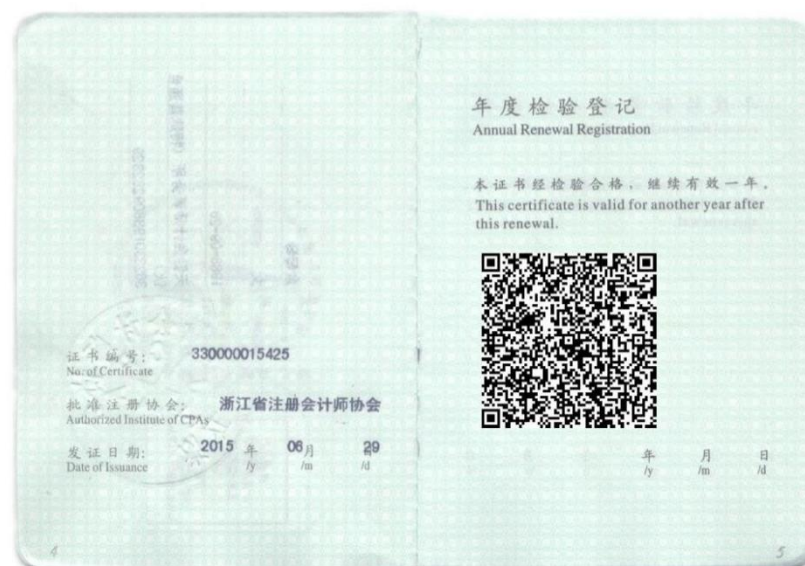 证书编号: 330000015425
No. of Certificate
批准注册协会: 浙江省注册会计师协会
Authorized Institute of CPAs
发证日期: 2015 年 06 月 29 日
Date of Issuance /y /m /d
4
年度检验登记
Annual Renewal Registration
本证书经检验合格，继续有效一年。
This certificate is valid for another year after
this renewal.
年 月 日
/y /m /d
5